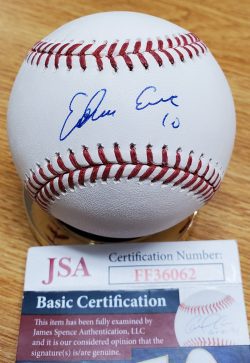 10
JSA
Certification Number:
FF36062
Basic Certification
This item has been fully examined by
James Spence Authentication, LLC
and it is our considered opinion that the
signature(s) is/are genuine.